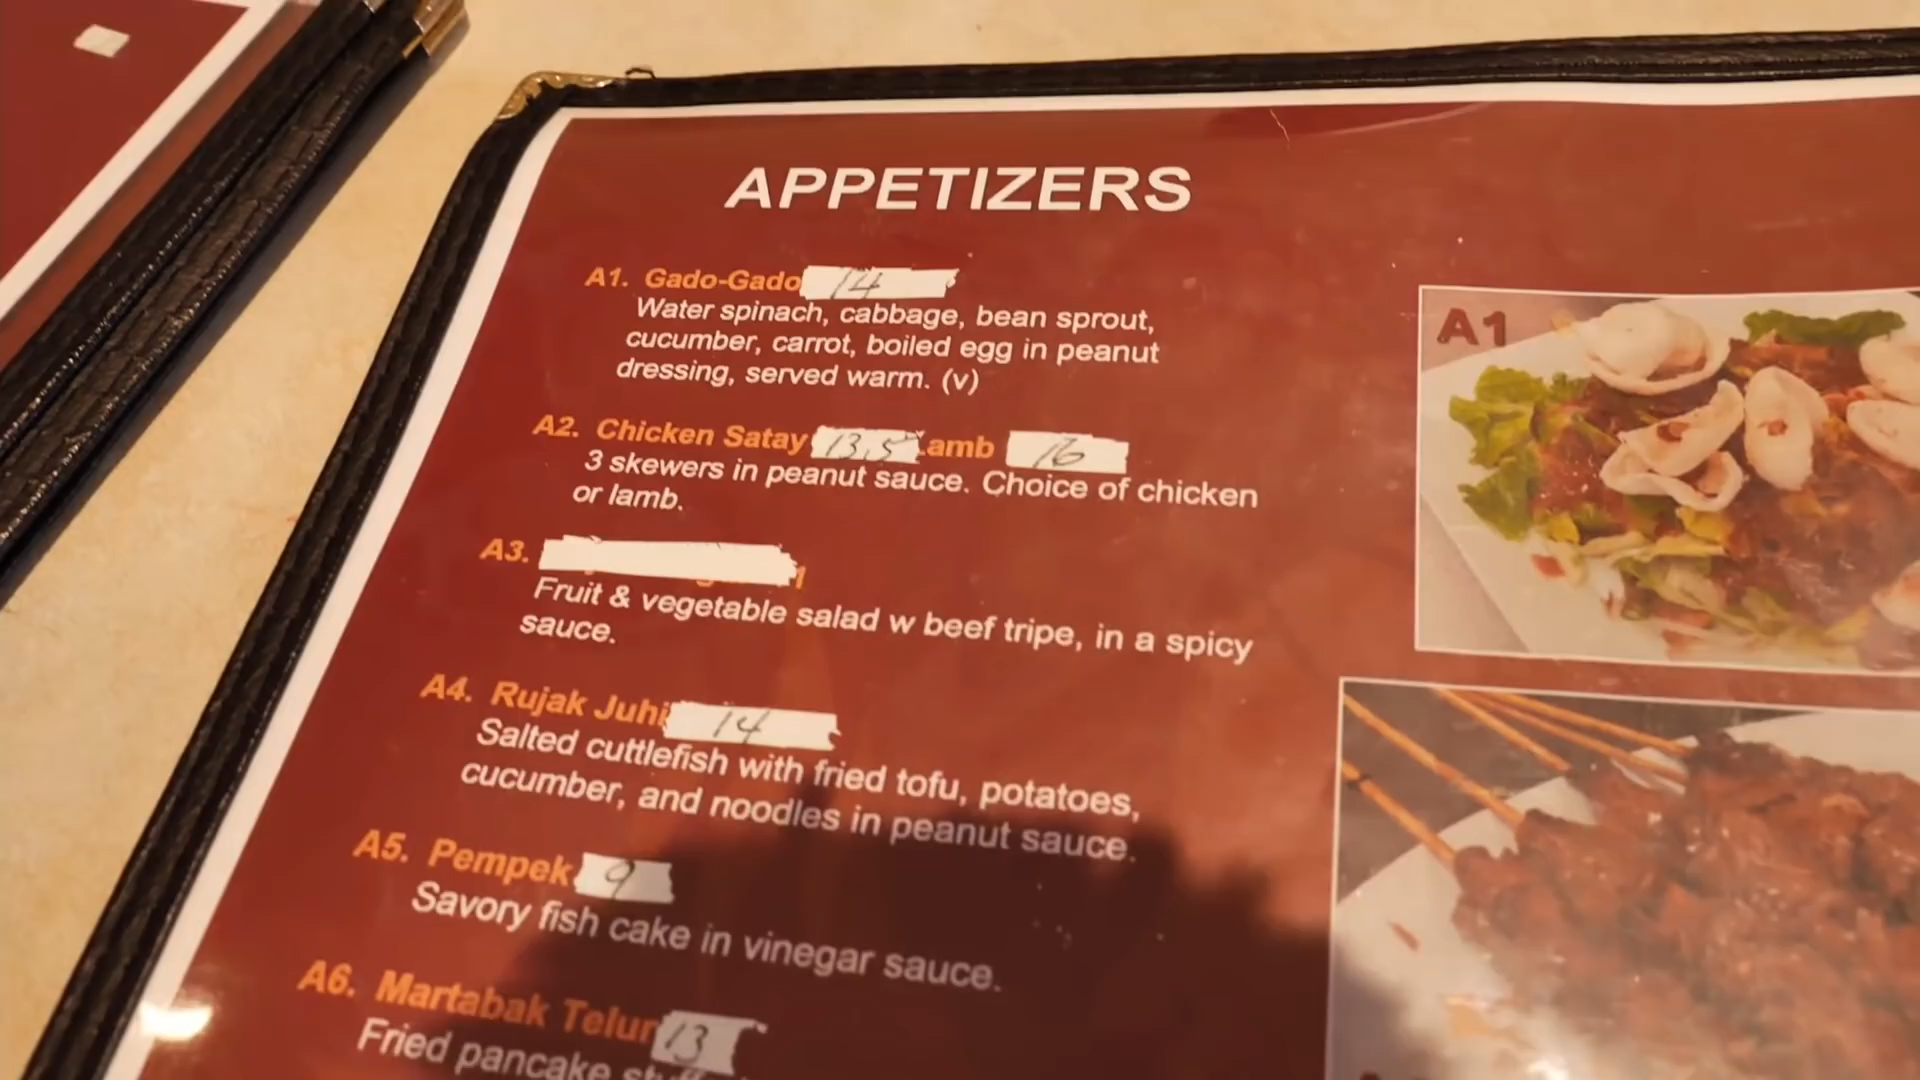 APPETIZERS
A1. Gado-Gado 14
Water spinach, cabbage, bean sprout,
cucumber, carrot, boiled egg in peanut
dressing, served warm. (v)
A2. Chicken Satay 13.5 Lamb 16
3 skewers in peanut sauce. Choice of chicken
or lamb.
A3.
Fruit & vegetable salad w beef tripe, in a spicy
sauce.
A4. Rujak Juhi 14
Salted cuttlefish with fried tofu, potatoes,
cucumber, and noodles in peanut sauce.
A5. Pempek 9
Savory fish cake in vinegar sauce.
A6. Martabak Telur 13
Fried pancake
A1